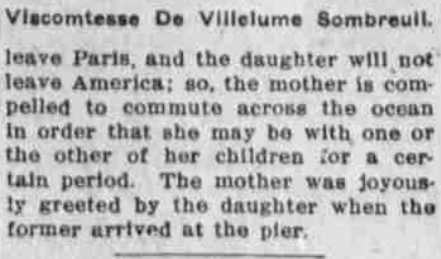 Viscomtesse De Villelume Sombreuil.
leave Paris, and the daughter will not
leave America; so, the mother is com-
pelled to commute across the ocean
in order that she may be with one or
the other of her children for a cer-
tain period. The mother was joyous-
ly greeted by the daughter when the
former arrived at the pier.